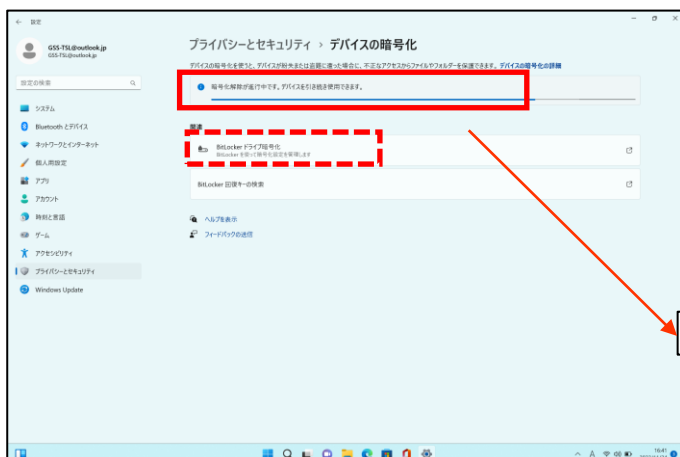 設定
GSS-TSL@outlook.jp
GSS-TSL@outlook.jp
設定の検索
システム
Bluetooth とデバイス
ネットワークとインターネット
個人用設定
アプリ
アカウント
時刻と言語
ゲーム
アクセシビリティ
プライバシーとセキュリティ
Windows Update
プライバシーとセキュリティ › デバイスの暗号化
デバイスの暗号化を使うと、デバイスが紛失または盗難に遭った場合に、不正なアクセスからファイルやフォルダーを保護できます。 デバイスの暗号化の詳細
暗号化解除が進行中です。デバイスを引き続き使用できます。
関連
BitLocker ドライブ暗号化
BitLocker を使って暗号化設定を管理します
BitLocker 回復キーの検索
ヘルプを表示
フィードバックの送信
A
16:41